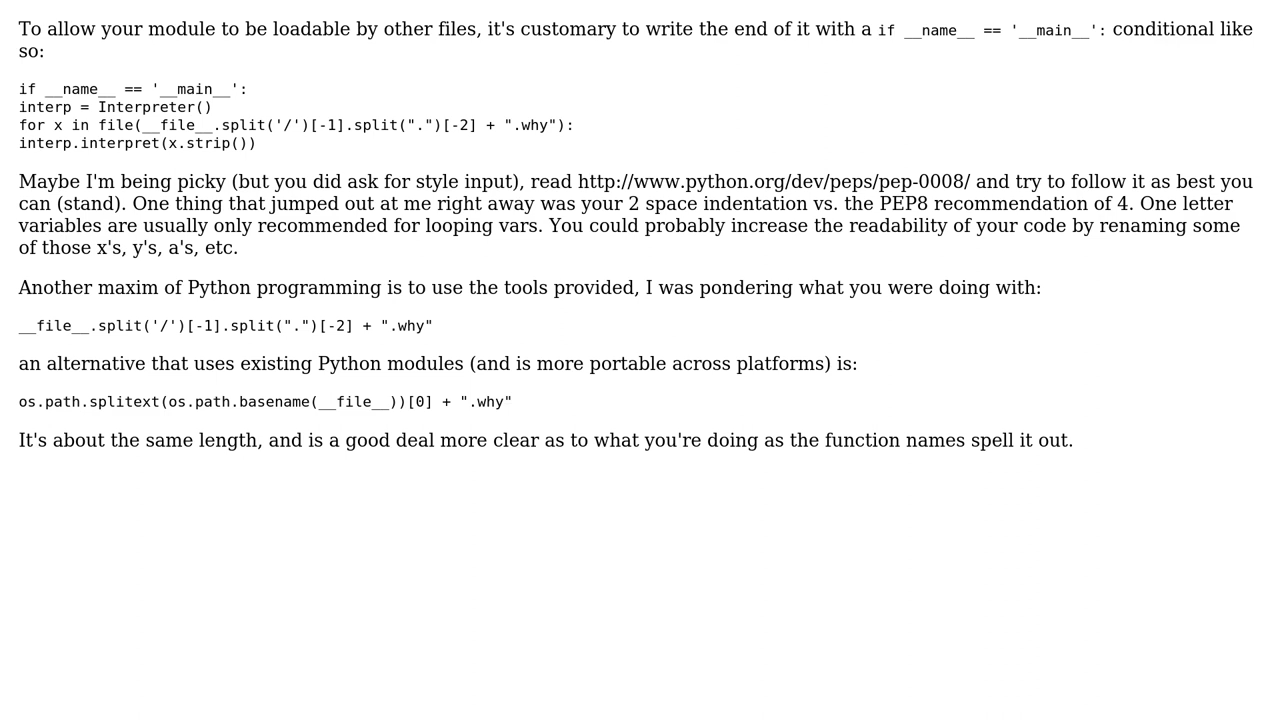 To allow your module to be loadable by other files, it's customary to write the end of it with a if __name__ == '__main__': conditional like
so:
if __name__ == '__main__':
interp = Interpreter()
for x in file(__file__.split('/')[-1].split(".")[-2] + ".why"):
interp.interpret(x.strip())
Maybe I'm being picky (but you did ask for style input), read http://www.python.org/dev/peps/pep-0008/ and try to follow it as best you
can (stand). One thing that jumped out at me right away was your 2 space indentation vs. the PEP8 recommendation of 4. One letter
variables are usually only recommended for looping vars. You could probably increase the readability of your code by renaming some
of those x's, y's, a's, etc.
Another maxim of Python programming is to use the tools provided, I was pondering what you were doing with:
__file__.split('/')[-1].split(".")[-2] + ".why"
an alternative that uses existing Python modules (and is more portable across platforms) is:
os.path.splitext(os.path.basename(__file__))[0] + ".why"
It's about the same length, and is a good deal more clear as to what you're doing as the function names spell it out.